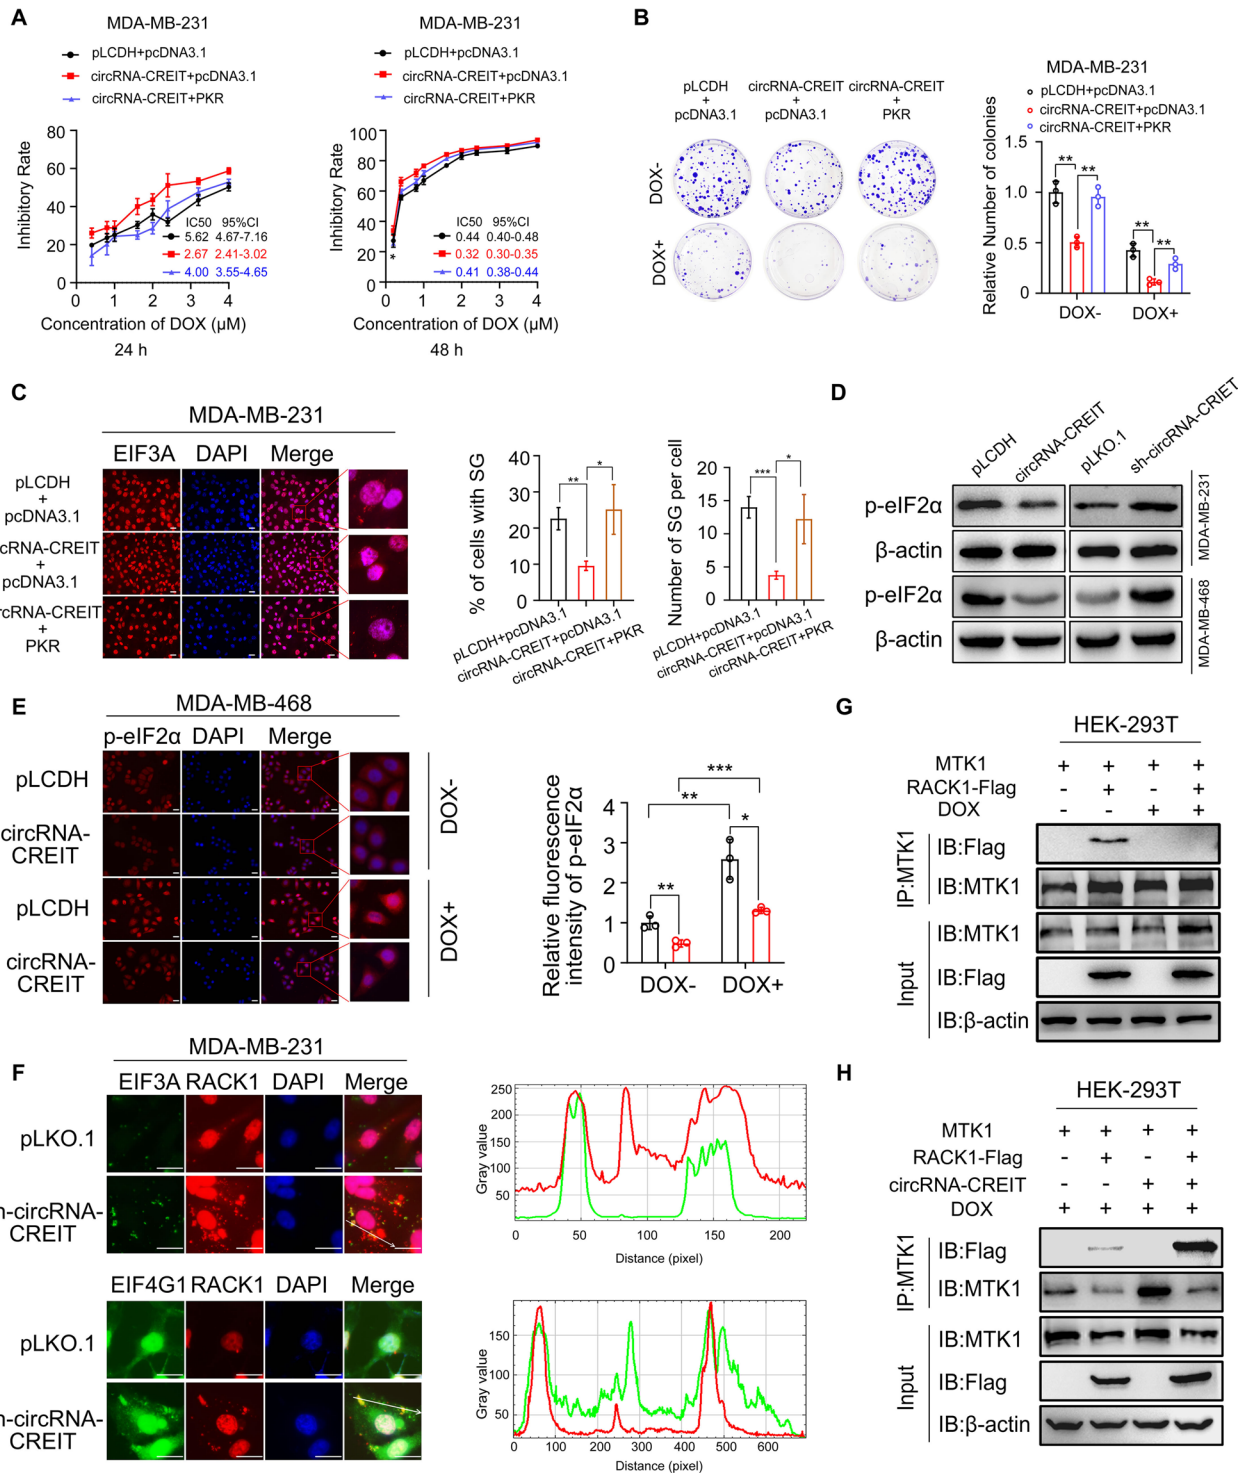 A
MDA-MB-231
pLCDH+pcDNA3.1
circRNA-CREIT+pcDNA3.1
circRNA-CREIT+PKR
Inhibitory Rate
80
60
40
20
0
IC50 95%CI
5.62 4.67-7.16
2.67 2.41-3.02
4.00 3.55-4.65
0 1 2 3 4
Concentration of DOX (μM)
24 h
MDA-MB-231
pLCDH+pcDNA3.1
circRNA-CREIT+pcDNA3.1
circRNA-CREIT+PKR
Inhibitory Rate
100
80
60
40
20
0
*
IC50 95%CI
0.44 0.40-0.48
0.32 0.30-0.35
0.41 0.38-0.44
0 1 2 3 4
Concentration of DOX (μM)
48 h
B
pLCDH
+
pcDNA3.1
circRNA-CREIT
+
pcDNA3.1
circRNA-CREIT
+
PKR
DOX-
DOX+
MDA-MB-231
pLCDH+pcDNA3.1
circRNA-CREIT+pcDNA3.1
circRNA-CREIT+PKR
Relative Number of colonies
1.5
1.0
0.5
0
** **
** **
DOX- DOX+
C
MDA-MB-231
EIF3A DAPI Merge
pLCDH
+
pcDNA3.1
cRNA-CREIT
+
pcDNA3.1
rcRNA-CREIT
+
PKR
% of cells with SG
40
30
20
10
0
** *
pLCDH+pcDNA3.1
circRNA-CREIT+pcDNA3.1
circRNA-CREIT+PKR
Number of SG per cell
20
15
10
5
0
*** *
pLCDH+pcDNA3.1
circRNA-CREIT+pcDNA3.1
circRNA-CREIT+PKR
D
pLCDH
circRNA-CREIT
pLKO.1
sh-circRNA-CRIET
p-eIF2α
β-actin
MDA-MB-231
p-eIF2α
β-actin
MDA-MB-468
E
MDA-MB-468
p-eIF2α DAPI Merge
pLCDH
circRNA-
CREIT
DOX-
pLCDH
circRNA-
CREIT
DOX+
Relative fluorescence
intensity of p-eIF2α
4
3
2
1
0
***
**
**
*
DOX- DOX+
F
MDA-MB-231
EIF3A RACK1 DAPI Merge
pLKO.1
h-circRNA-
CREIT
Gray value
250
200
150
100
50
0 50 100 150 200
Distance (pixel)
EIF4G1 RACK1 DAPI Merge
pLKO.1
h-circRNA-
CREIT
Gray value
150
100
50
0 100 200 300 400 500 600
Distance (pixel)
G
HEK-293T
MTK1 + + + +
RACK1-Flag - + - +
DOX - - + +
IP:MTK1
IB:Flag
IB:MTK1
Input
IB:MTK1
IB:Flag
IB:β-actin
H
HEK-293T
MTK1 + + + +
RACK1-Flag - + - +
circRNA-CREIT - - + +
DOX + + + +
IP:MTK1
IB:Flag
IB:MTK1
Input
IB:MTK1
IB:Flag
IB:β-actin